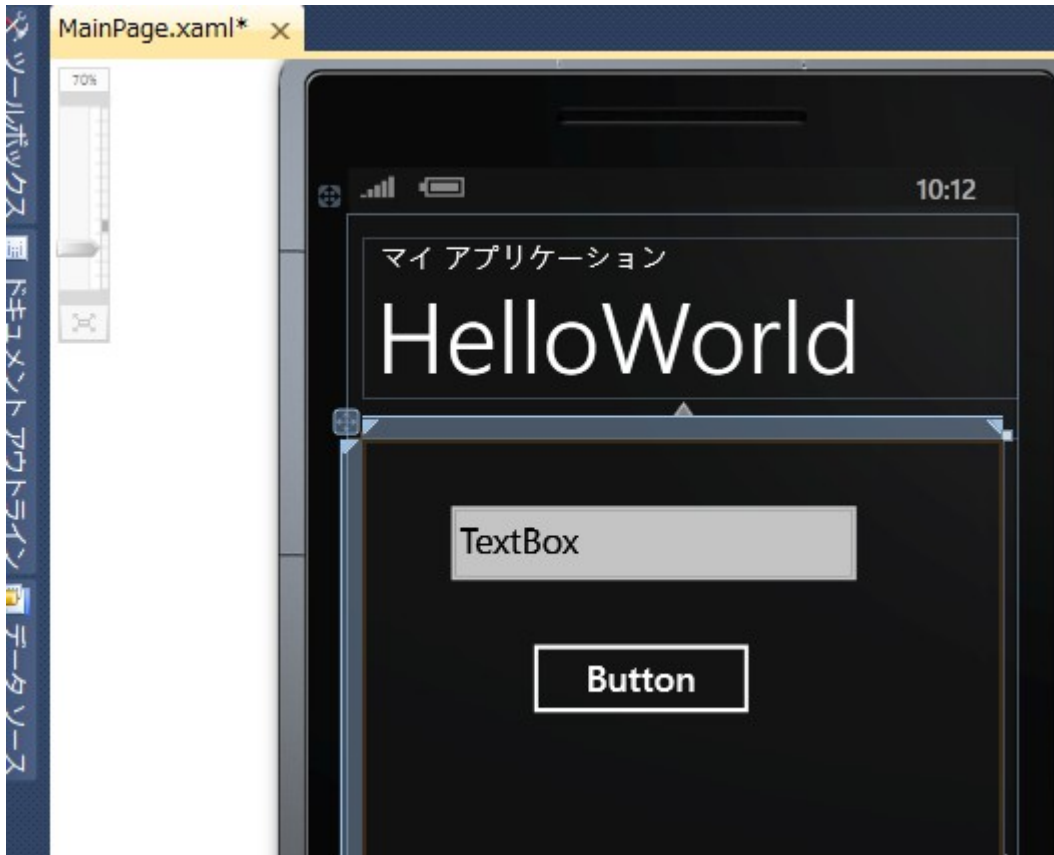 MainPage.xaml*
ツールボックス
ドキュメント アウトライン
データ ソース
70%
10:12
マイ アプリケーション
HelloWorld
TextBox
Button